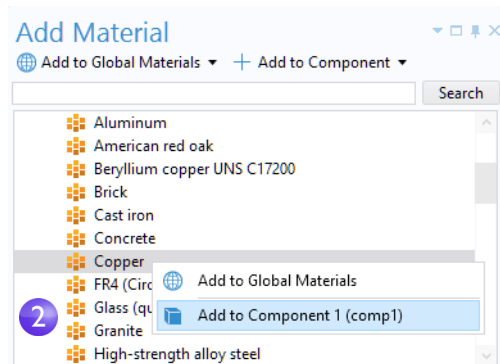 Add Material
Add to Global Materials ▾ + Add to Component ▾
Search
Aluminum
American red oak
Beryllium copper UNS C17200
Brick
Cast iron
Concrete
Copper
Add to Global Materials
FR4 (Circ
2 Glass (qu
Add to Component 1 (comp1)
Granite
High-strength alloy steel